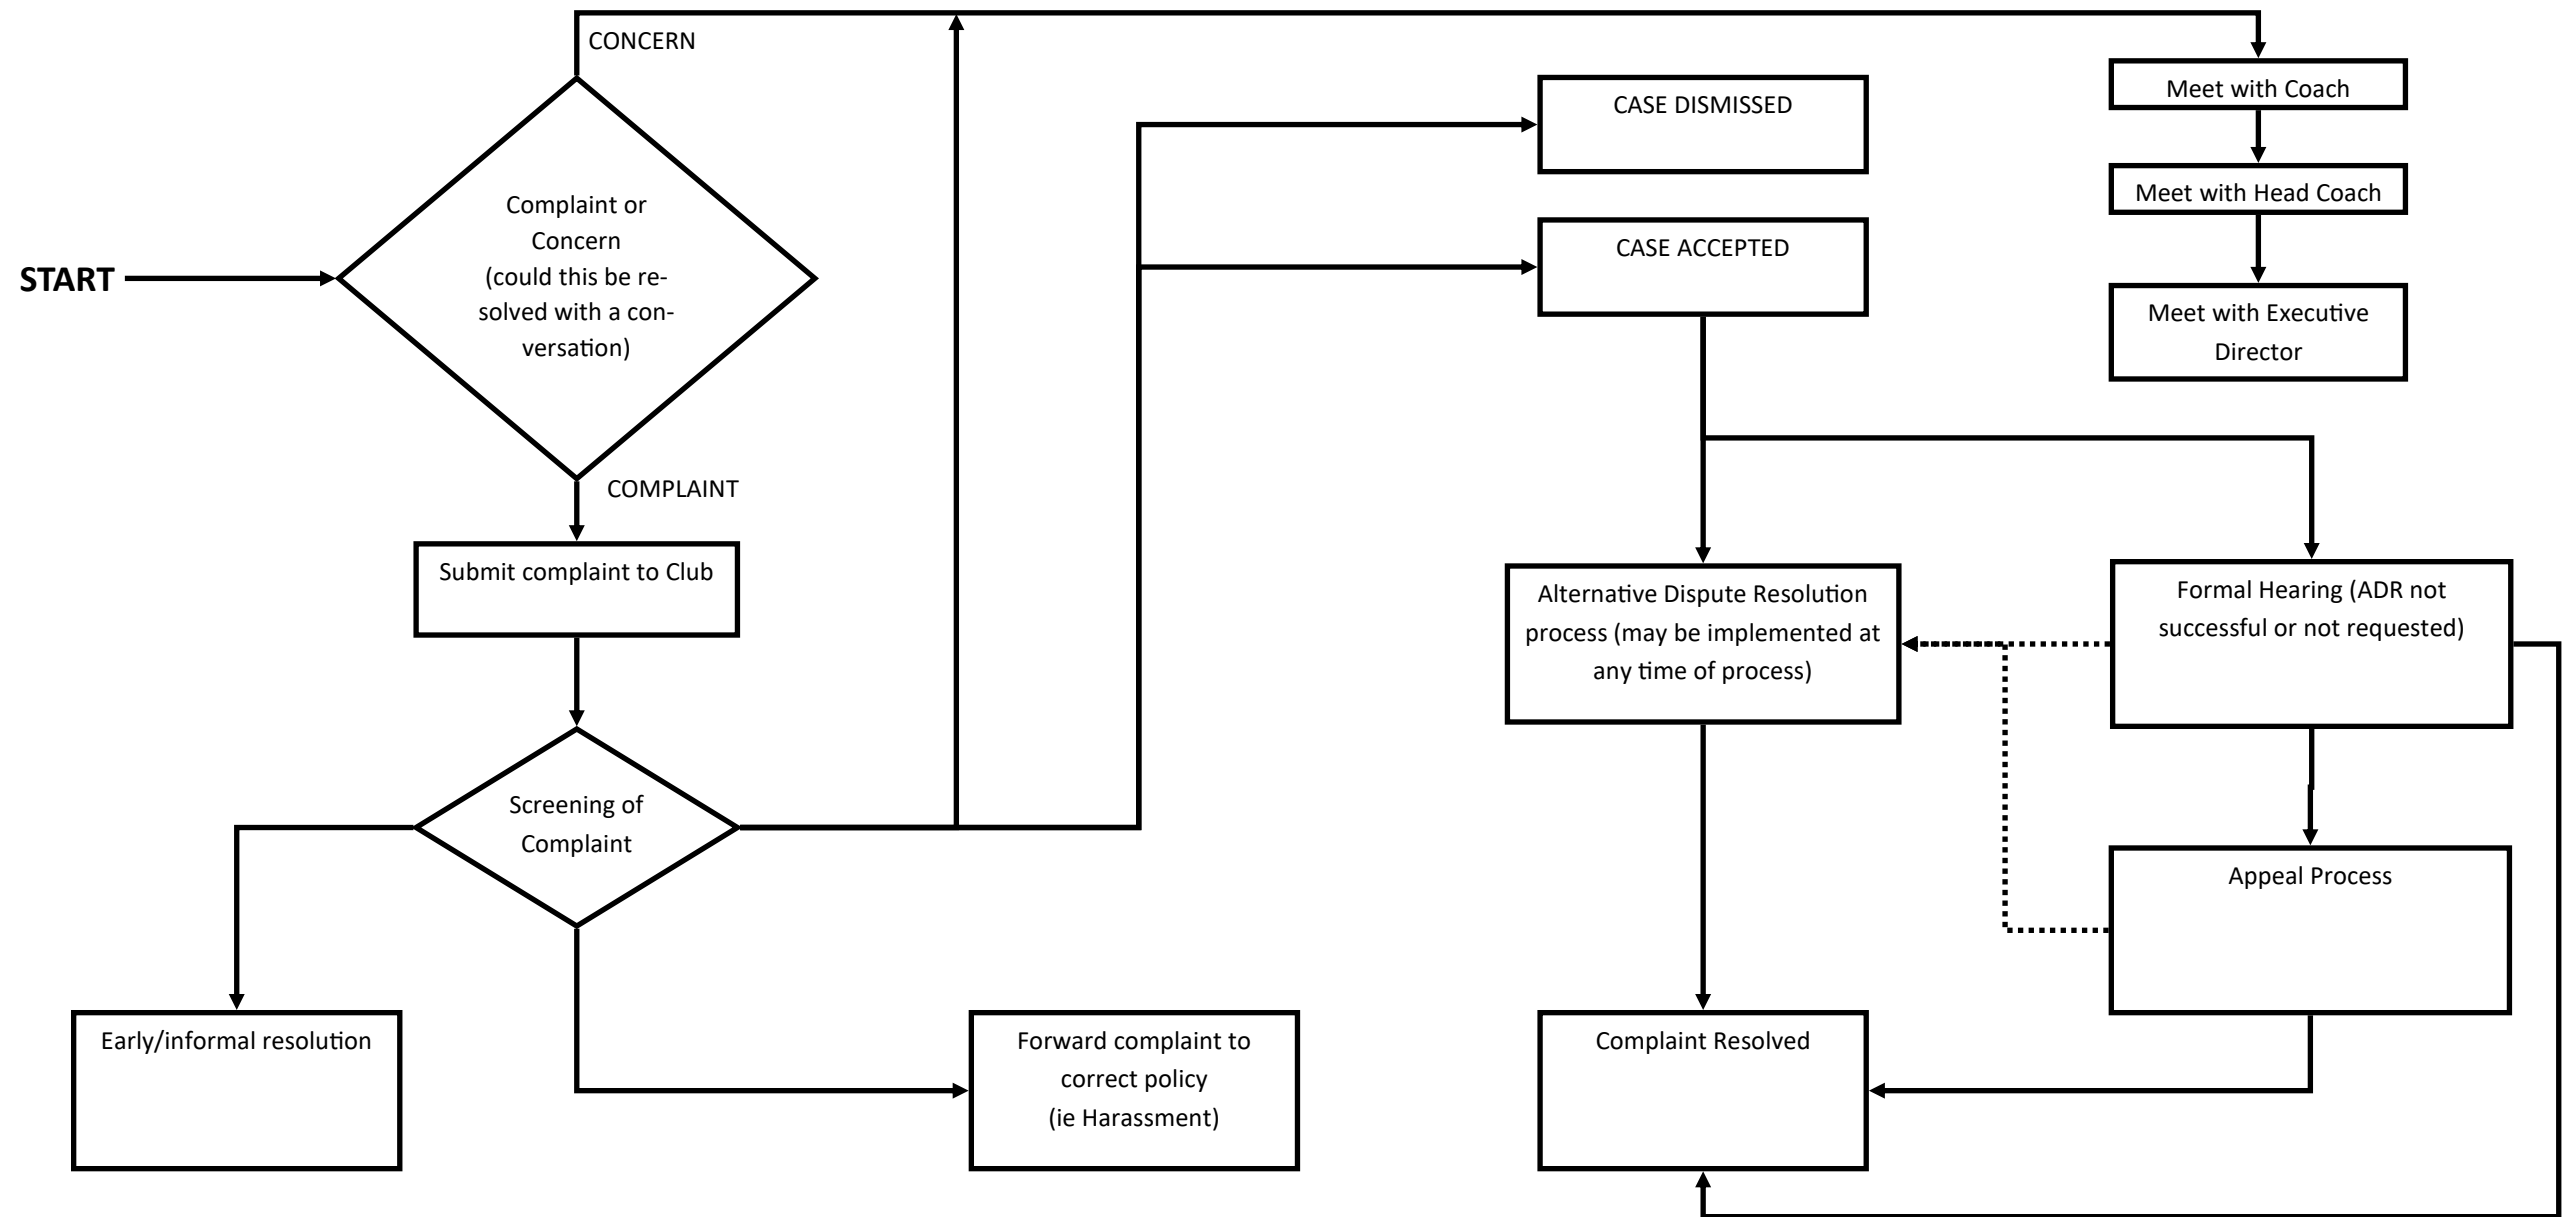 CONCERN
START
Complaint or
Concern
(could this be re-
solved with a con-
versation)
COMPLAINT
Submit complaint to Club
Screening of
Complaint
Early/informal resolution
Forward complaint to
correct policy
(ie Harassment)
CASE DISMISSED
CASE ACCEPTED
Meet with Coach
Meet with Head Coach
Meet with Executive
Director
Alternative Dispute Resolution
process (may be implemented at
any time of process)
Formal Hearing (ADR not
successful or not requested)
Appeal Process
Complaint Resolved